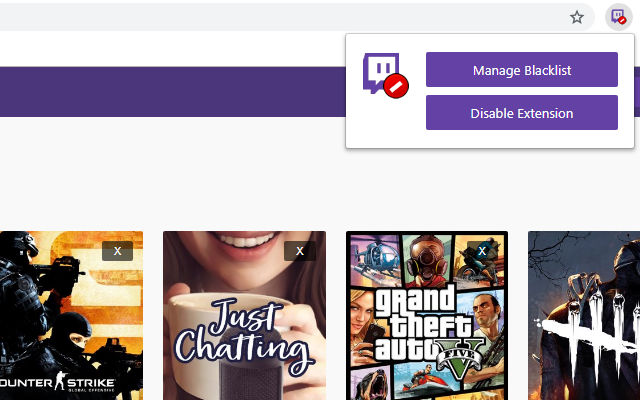 Manage Blacklist
Disable Extension
X
X
X
Just
Chatting
grand
theft
auto
V
FIVE
OUNTER STRIKE
GLOBAL OFFENSIVE